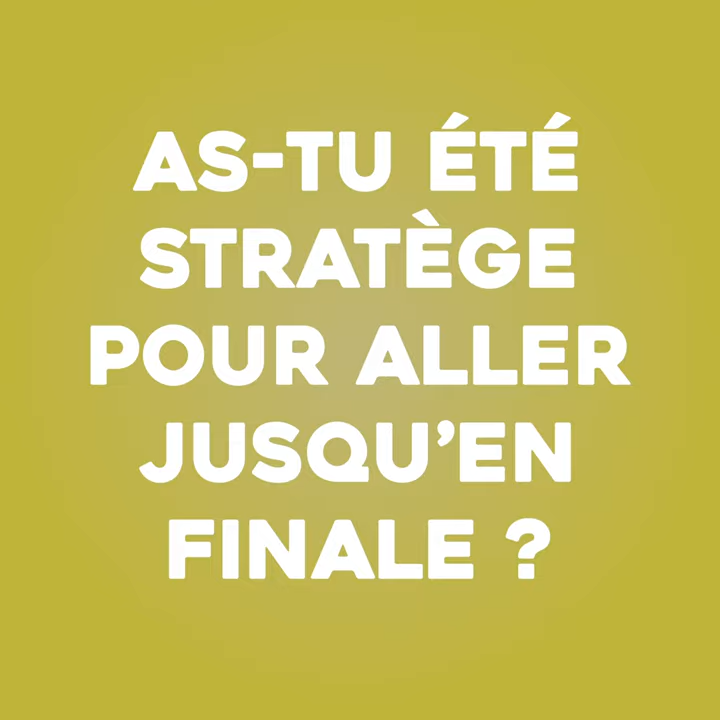 AS-TU ÉTÉ
STRATÈGE
POUR ALLER
JUSQU’EN
FINALE ?